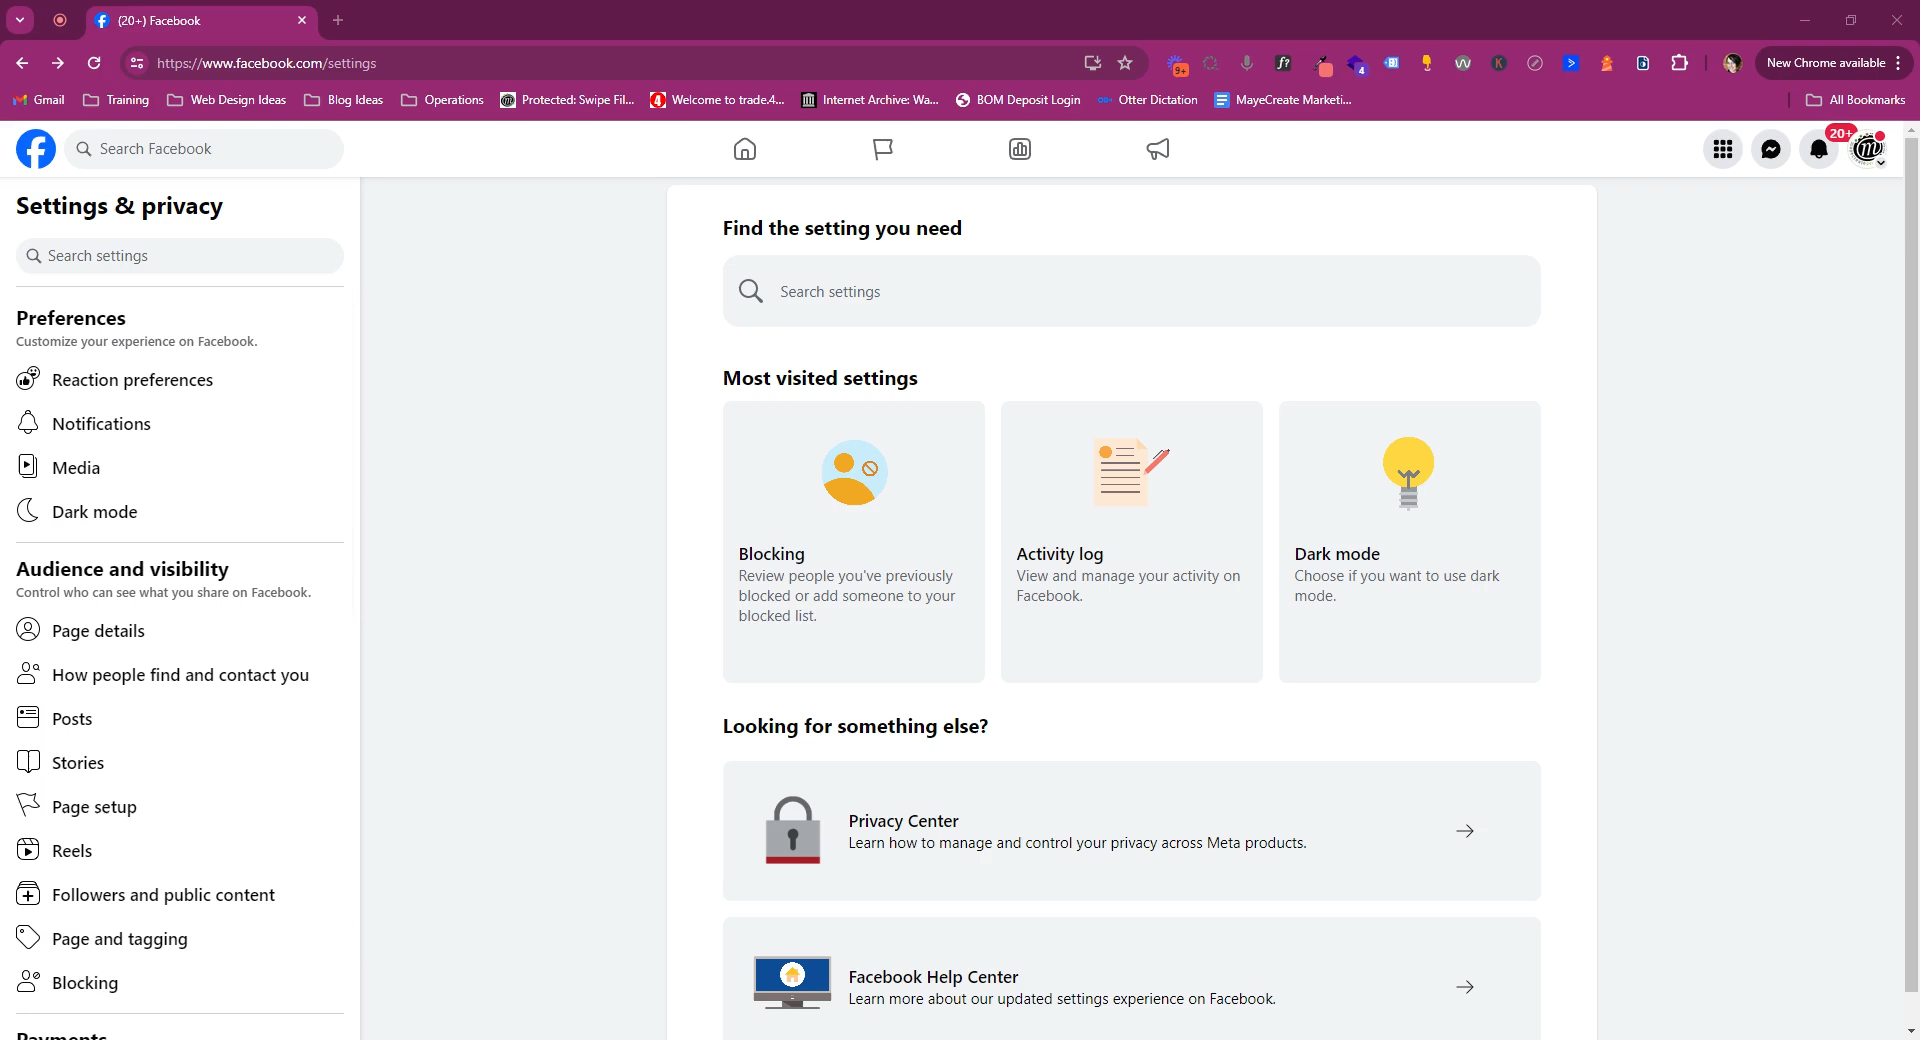 (20+) Facebook
https://www.facebook.com/settings
9+
f?
4
K
New Chrome available
Gmail
Training
Web Design Ideas
Blog Ideas
Operations
Protected: Swipe Fil...
Welcome to trade.4...
Internet Archive: Wa...
BOM Deposit Login
Otter Dictation
MayeCreate Marketi...
All Bookmarks
Search Facebook
20+
m
Settings & privacy
Search settings
Preferences
Customize your experience on Facebook.
Reaction preferences
Notifications
Media
Dark mode
Audience and visibility
Control who can see what you share on Facebook.
Page details
How people find and contact you
Posts
Stories
Page setup
Reels
Followers and public content
Page and tagging
Blocking
Payments
Find the setting you need
Search settings
Most visited settings
Blocking
Review people you've previously
blocked or add someone to your
blocked list.
Activity log
View and manage your activity on
Facebook.
Dark mode
Choose if you want to use dark
mode.
Looking for something else?
Privacy Center
Learn how to manage and control your privacy across Meta products.
Facebook Help Center
Learn more about our updated settings experience on Facebook.